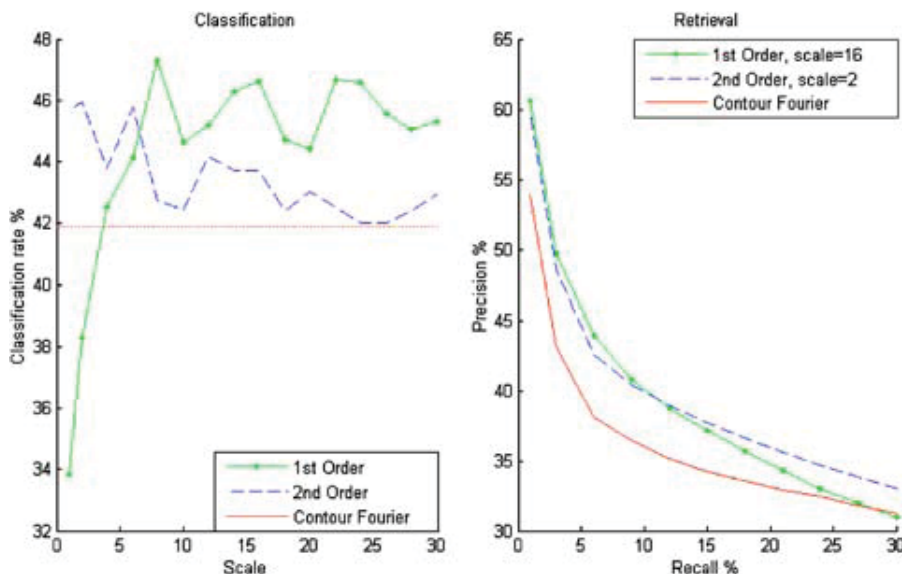 Classification
48
46
44
42
40
38
36
34
32
Classification rate %
0
5
10
15
20
25
30
Scale
1st Order
2nd Order
Contour Fourier
Retrieval
65
60
55
50
45
40
35
30
Precision %
0
5
10
15
20
25
30
Recall %
1st Order, scale=16
2nd Order, scale=2
Contour Fourier